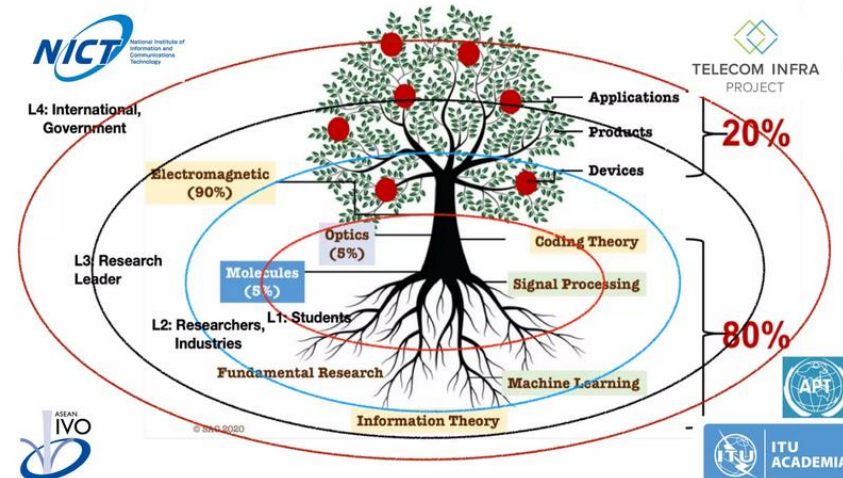 NICT
National Institute of
Information and
Communications
Technology
TELECOM INFRA
PROJECT
L4: International,
Government
Applications
Products
Devices
20%
Electromagnetic
(90%)
Optics
(5%)
Coding Theory
L3: Research
Leader
Molecules
(5%)
Signal Processing
L2: Researchers,
Industries
L1: Students
80%
Fundamental Research
Machine Learning
Information Theory
APT
ASEAN
IVO
2020
ITU
ITU
ACADEMIA